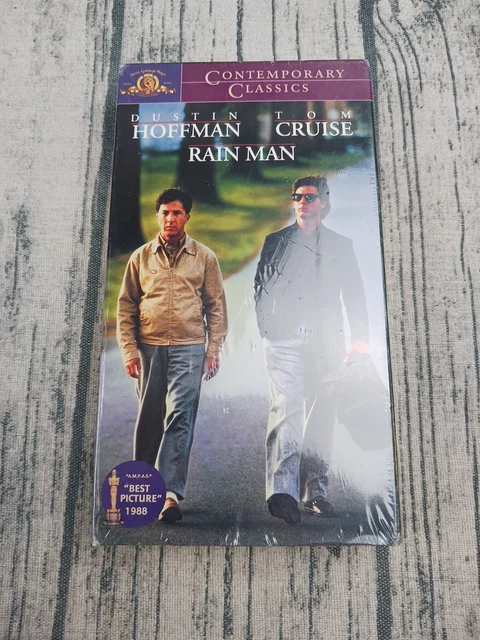 CONTEMPORARY
CLASSICS
DUSTIN TOM
HOFFMAN CRUISE
RAIN MAN
"A.M.P.A.S."
"BEST
PICTURE"
1988